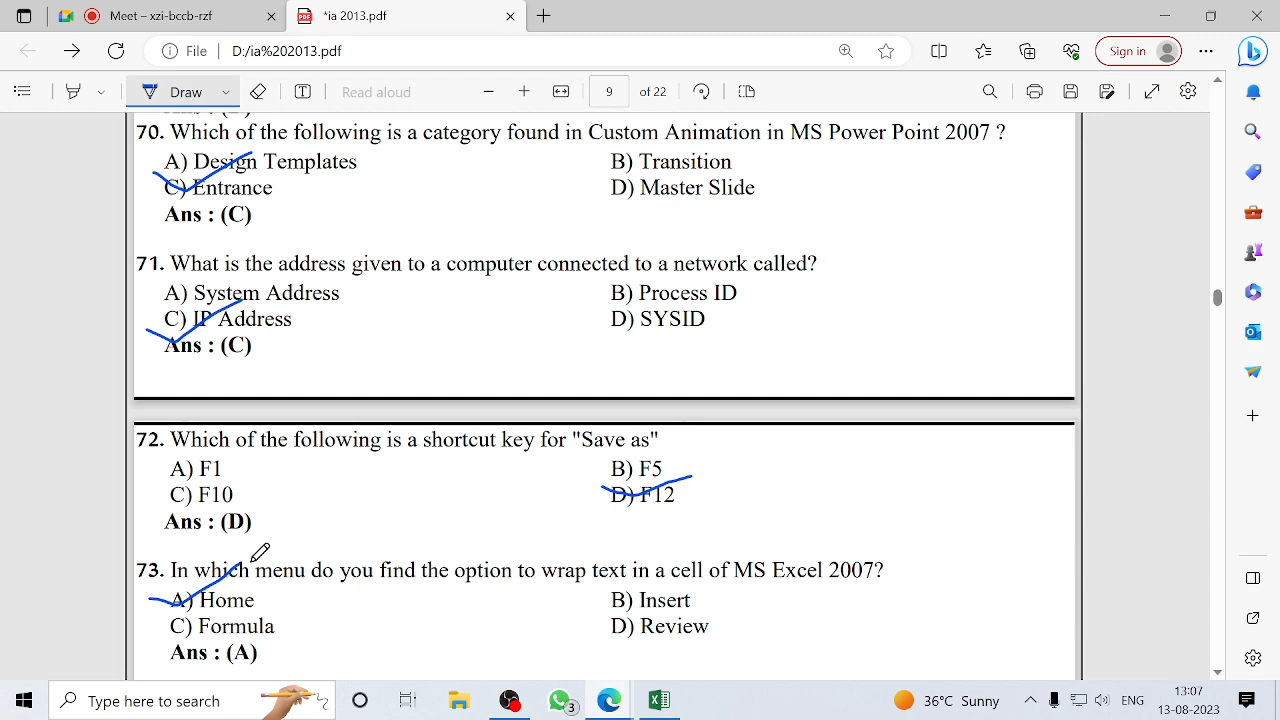 Meet – xzi-bccb-rzf
*ia 2013.pdf
File D:/ia%202013.pdf
Sign in
Draw
Read aloud
9 of 22
70. Which of the following is a category found in Custom Animation in MS Power Point 2007 ?
A) Design Templates B) Transition
C) Entrance D) Master Slide
Ans : (C)
71. What is the address given to a computer connected to a network called?
A) System Address B) Process ID
C) IP Address D) SYSID
Ans : (C)
72. Which of the following is a shortcut key for "Save as"
A) F1 B) F5
C) F10 D) F12
Ans : (D)
73. In which menu do you find the option to wrap text in a cell of MS Excel 2007?
A) Home B) Insert
C) Formula D) Review
Ans : (A)
Type here to search
3
36°C Sunny
ENG
13:07
13-08-2023